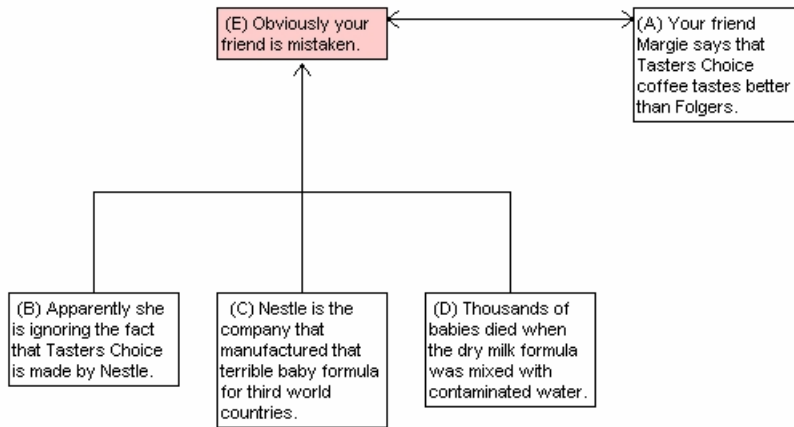 (E) Obviously your
friend is mistaken.
(A) Your friend
Margie says that
Tasters Choice
coffee tastes better
than Folgers.
(B) Apparently she
is ignoring the fact
that Tasters Choice
is made by Nestle.
(C) Nestle is the
company that
manufactured that
terrible baby formula
for third world
countries.
(D) Thousands of
babies died when
the dry milk formula
was mixed with
contaminated water.